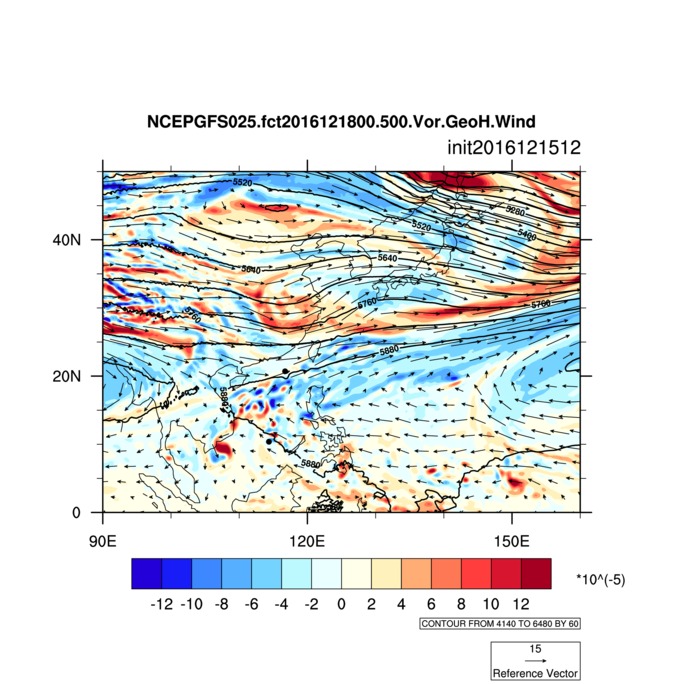 NCEPGFS025.fct2016121800.500.Vor.GeoH.Wind
init2016121512
5520
5280
5520
5400
40N
5640
5640
5760
5760
5760
5880
20N
5880
5880
0
90E 120E 150E
-12 -10 -8 -6 -4 -2 0 2 4 6 8 10 12
*10^(-5)
CONTOUR FROM 4140 TO 6480 BY 60
15
Reference Vector